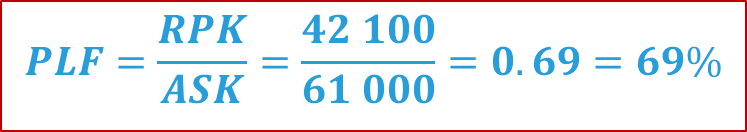 PLF = RPK/ASK = 42 100/61 000 = 0.69 = 69%